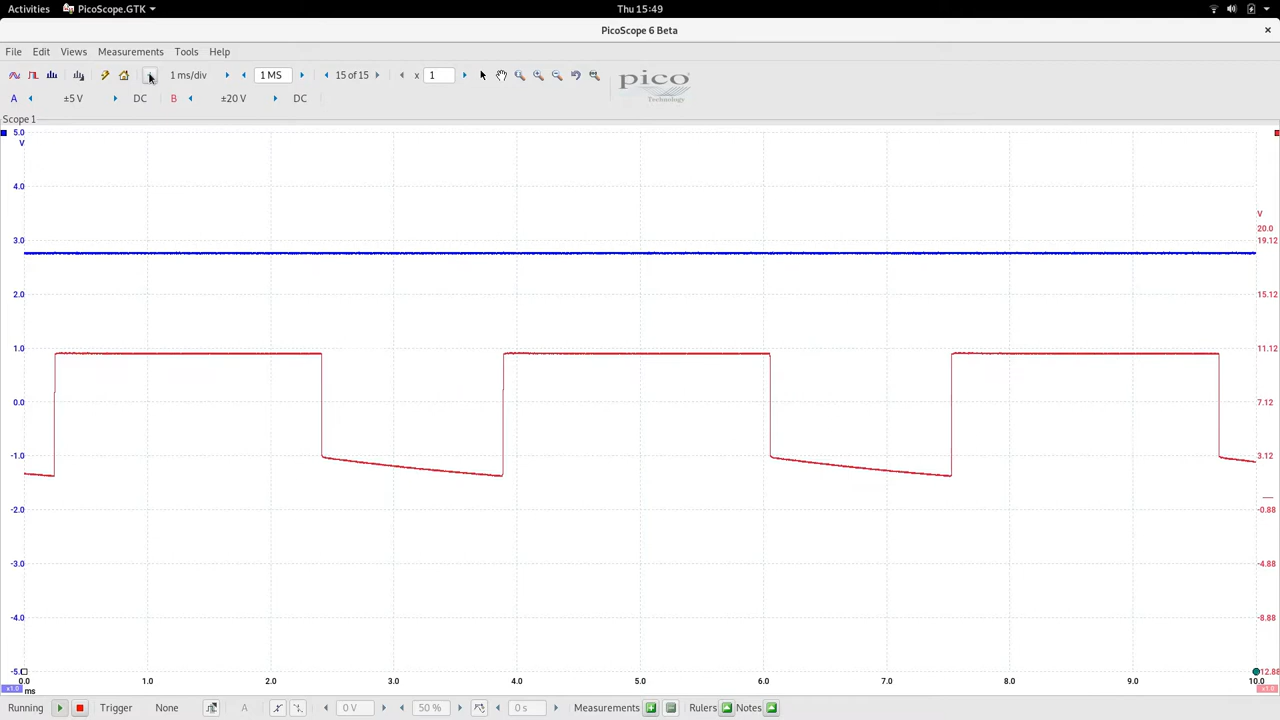 Activities PicoScope.GTK Thu 15:49
PicoScope 6 Beta ×
File Edit Views Measurements Tools Help
1 ms/div 1 MS 15 of 15 x 1 pico Technology
A ±5 V DC B ±20 V DC
Scope 1
5.0
V
4.0
V
20.0
3.0 19.12
2.0 15.12
1.0 11.12
0.0 7.12
-1.0 3.12
-2.0 -0.88
-3.0 -4.88
-4.0 -8.88
-5.0 -12.88
0.0 1.0 2.0 3.0 4.0 5.0 6.0 7.0 8.0 9.0 10.0
x1.0 ms x1.0
Running Trigger None A 0 V 50 % 0 s Measurements Rulers Notes